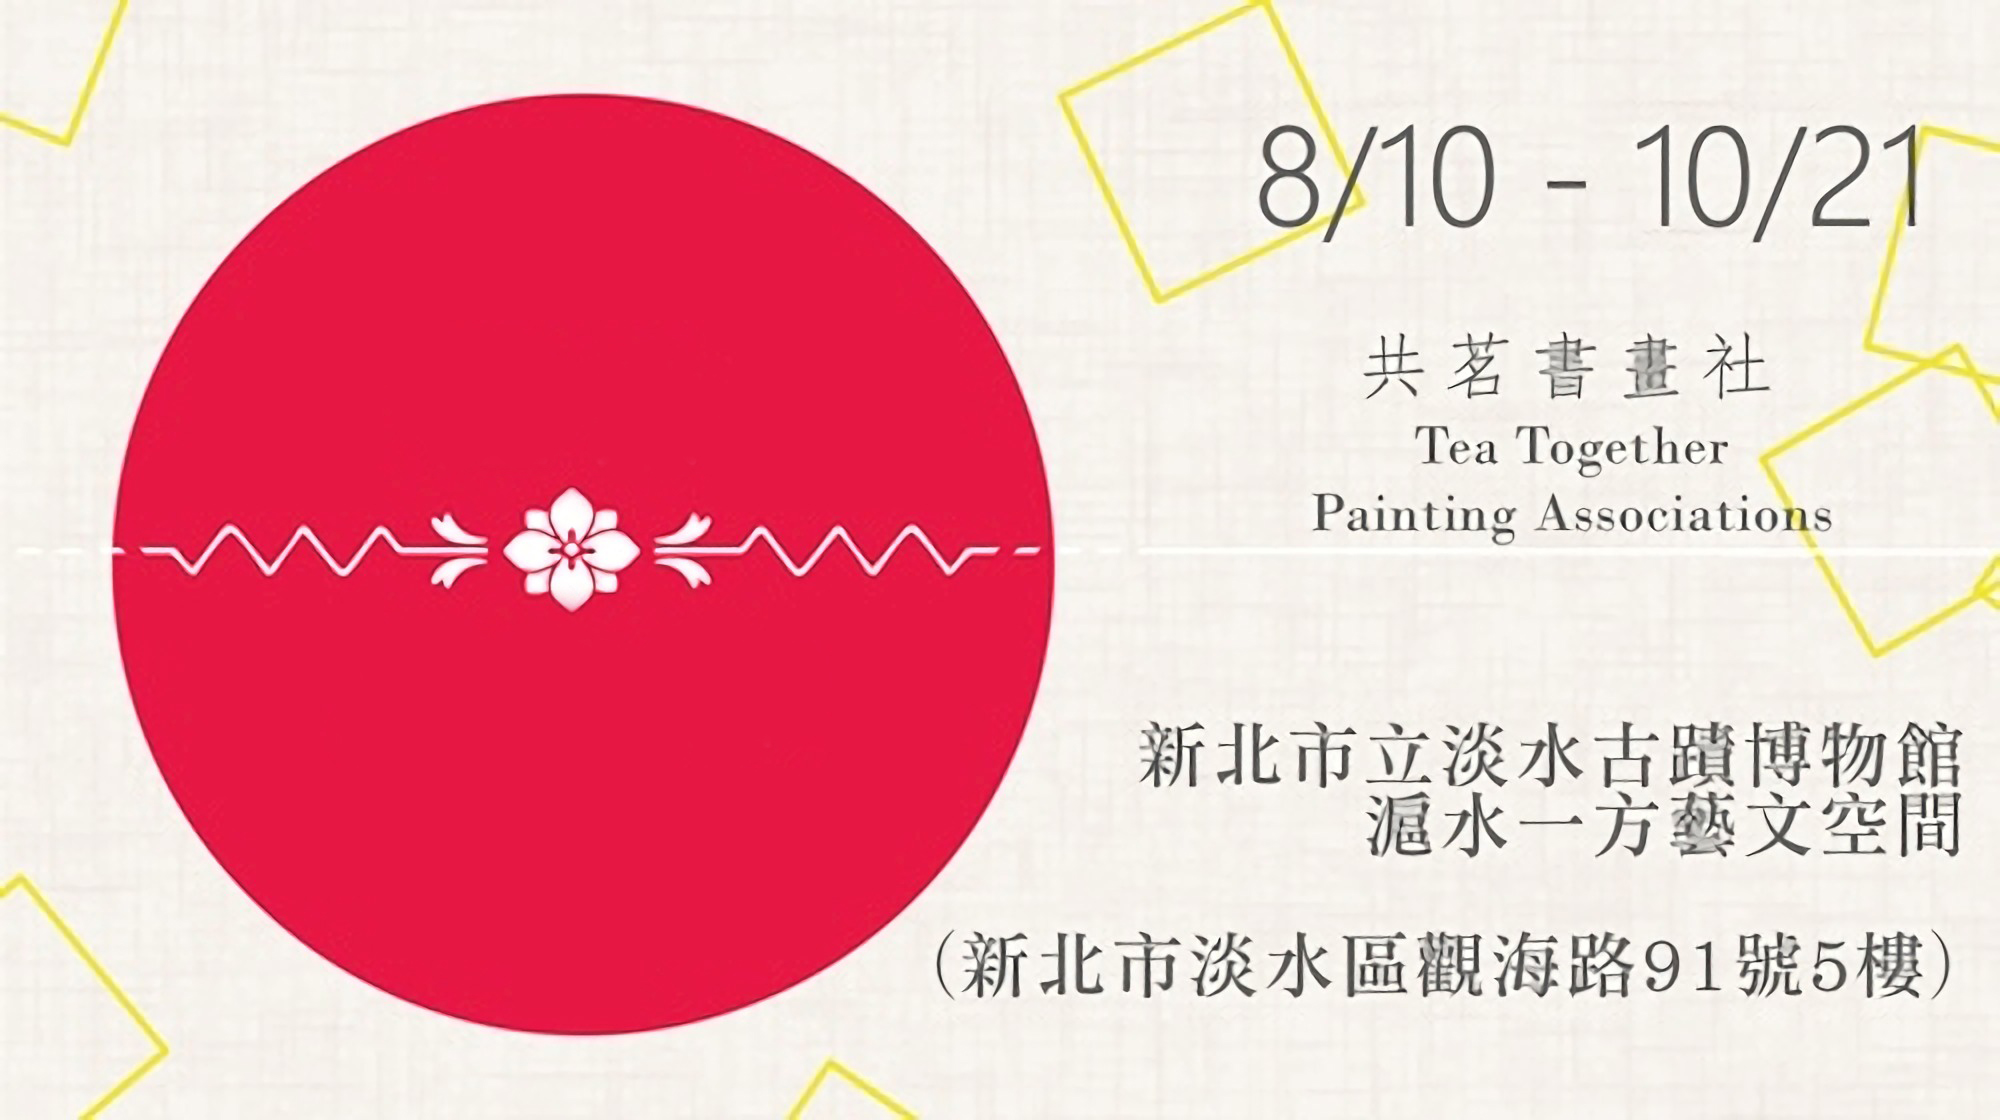 8/10 - 10/21
共茗書畫社
Tea Together
Painting Associations
新北市立淡水古蹟博物館
滬水一方藝文空間
(新北市淡水區觀海路91號5樓)